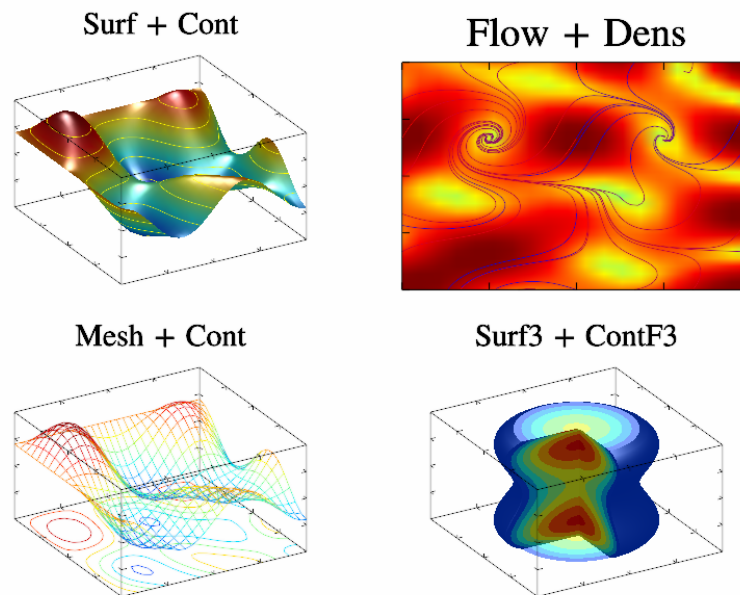 Surf + Cont
Flow + Dens
Mesh + Cont
Surf3 + ContF3